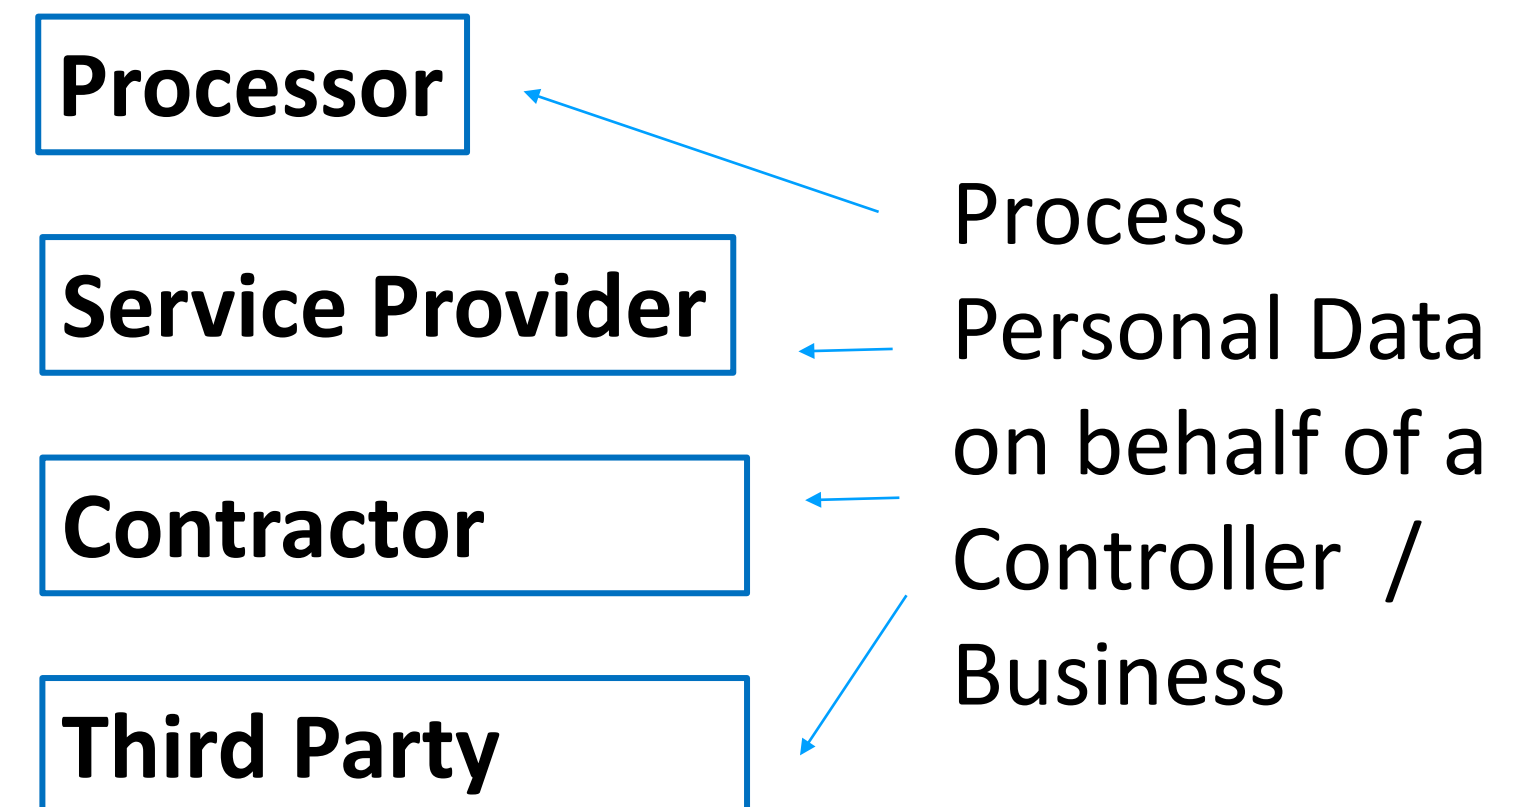 Processor
Service Provider
Contractor
Third Party
Process
Personal Data
on behalf of a
Controller /
Business